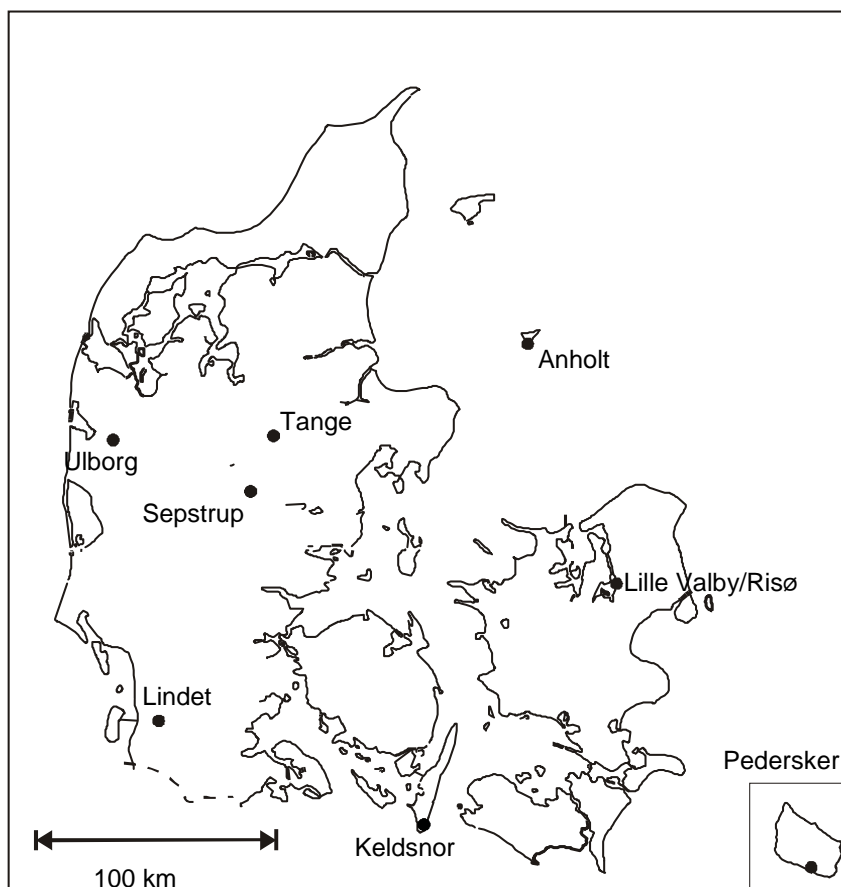 Anholt
Tange
Ulborg
Sepstrup
Lille Valby/Risø
Lindet
Pedersker
Keldsnor
100 km